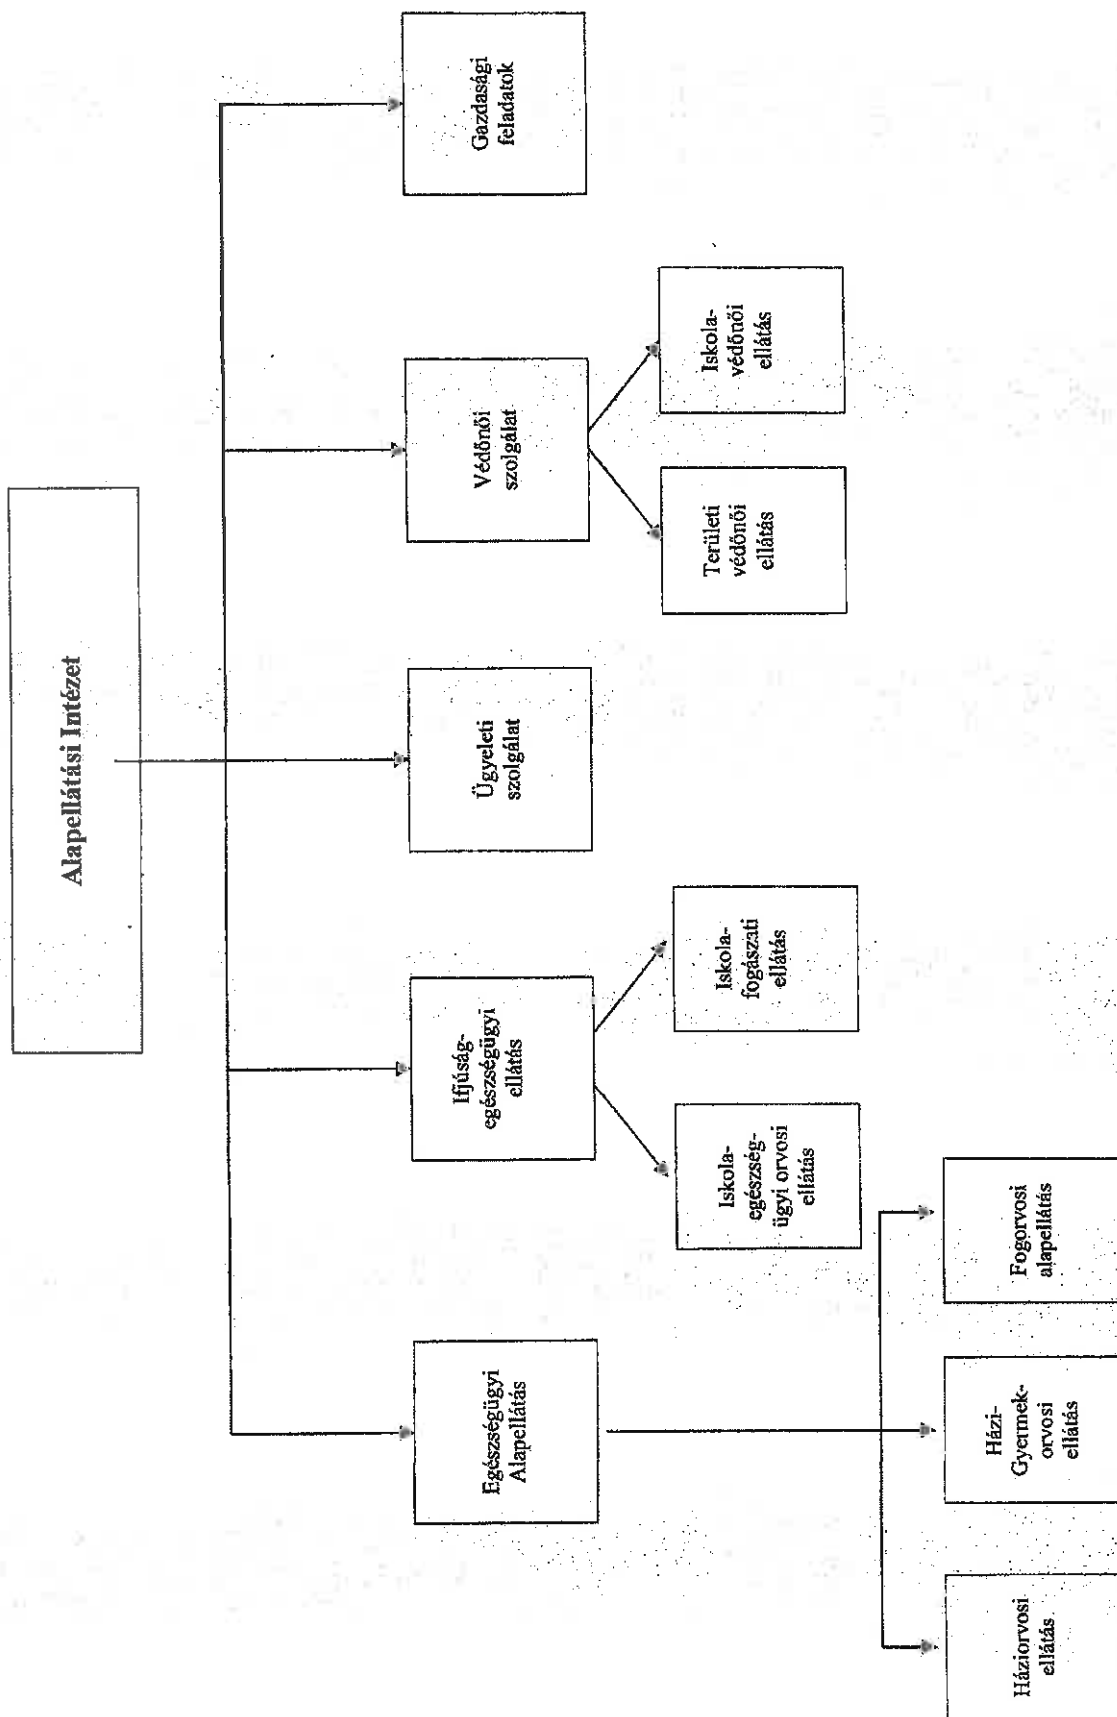 Alapellátási Intézet
Egészségügyi
Alapellátás
Ifjúság-
egészségügyi
ellátás
Ügyeleti
szolgálat
Védőnői
szolgálat
Gazdasági
feladatok
Iskola-
egészség-
ügyi orvosi
ellátás
Iskola-
fogászati
ellátás
Területi
védőnői
ellátás
Iskola-
védőnői
ellátás
Háziorvosi
ellátás
Házi-
Gyermek-
orvosi
ellátás
Fogorvosi
alapellátás